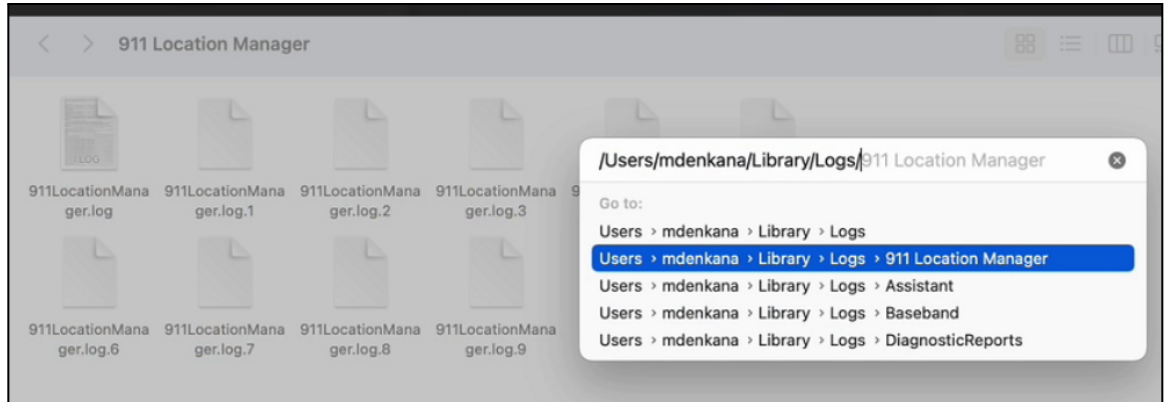 911 Location Manager
/Users/mdenkana/Library/Logs/911 Location Manager
Go to:
Users › mdenkana › Library › Logs
Users › mdenkana › Library › Logs › 911 Location Manager
Users › mdenkana › Library › Logs › Assistant
Users › mdenkana › Library › Logs › Baseband
Users › mdenkana › Library › Logs › DiagnosticReports
LOG
911LocationMana
ger.log
911LocationMana
ger.log.1
911LocationMana
ger.log.2
911LocationMana
ger.log.3
9
911LocationMana
ger.log.6
911LocationMana
ger.log.7
911LocationMana
ger.log.8
911LocationMana
ger.log.9